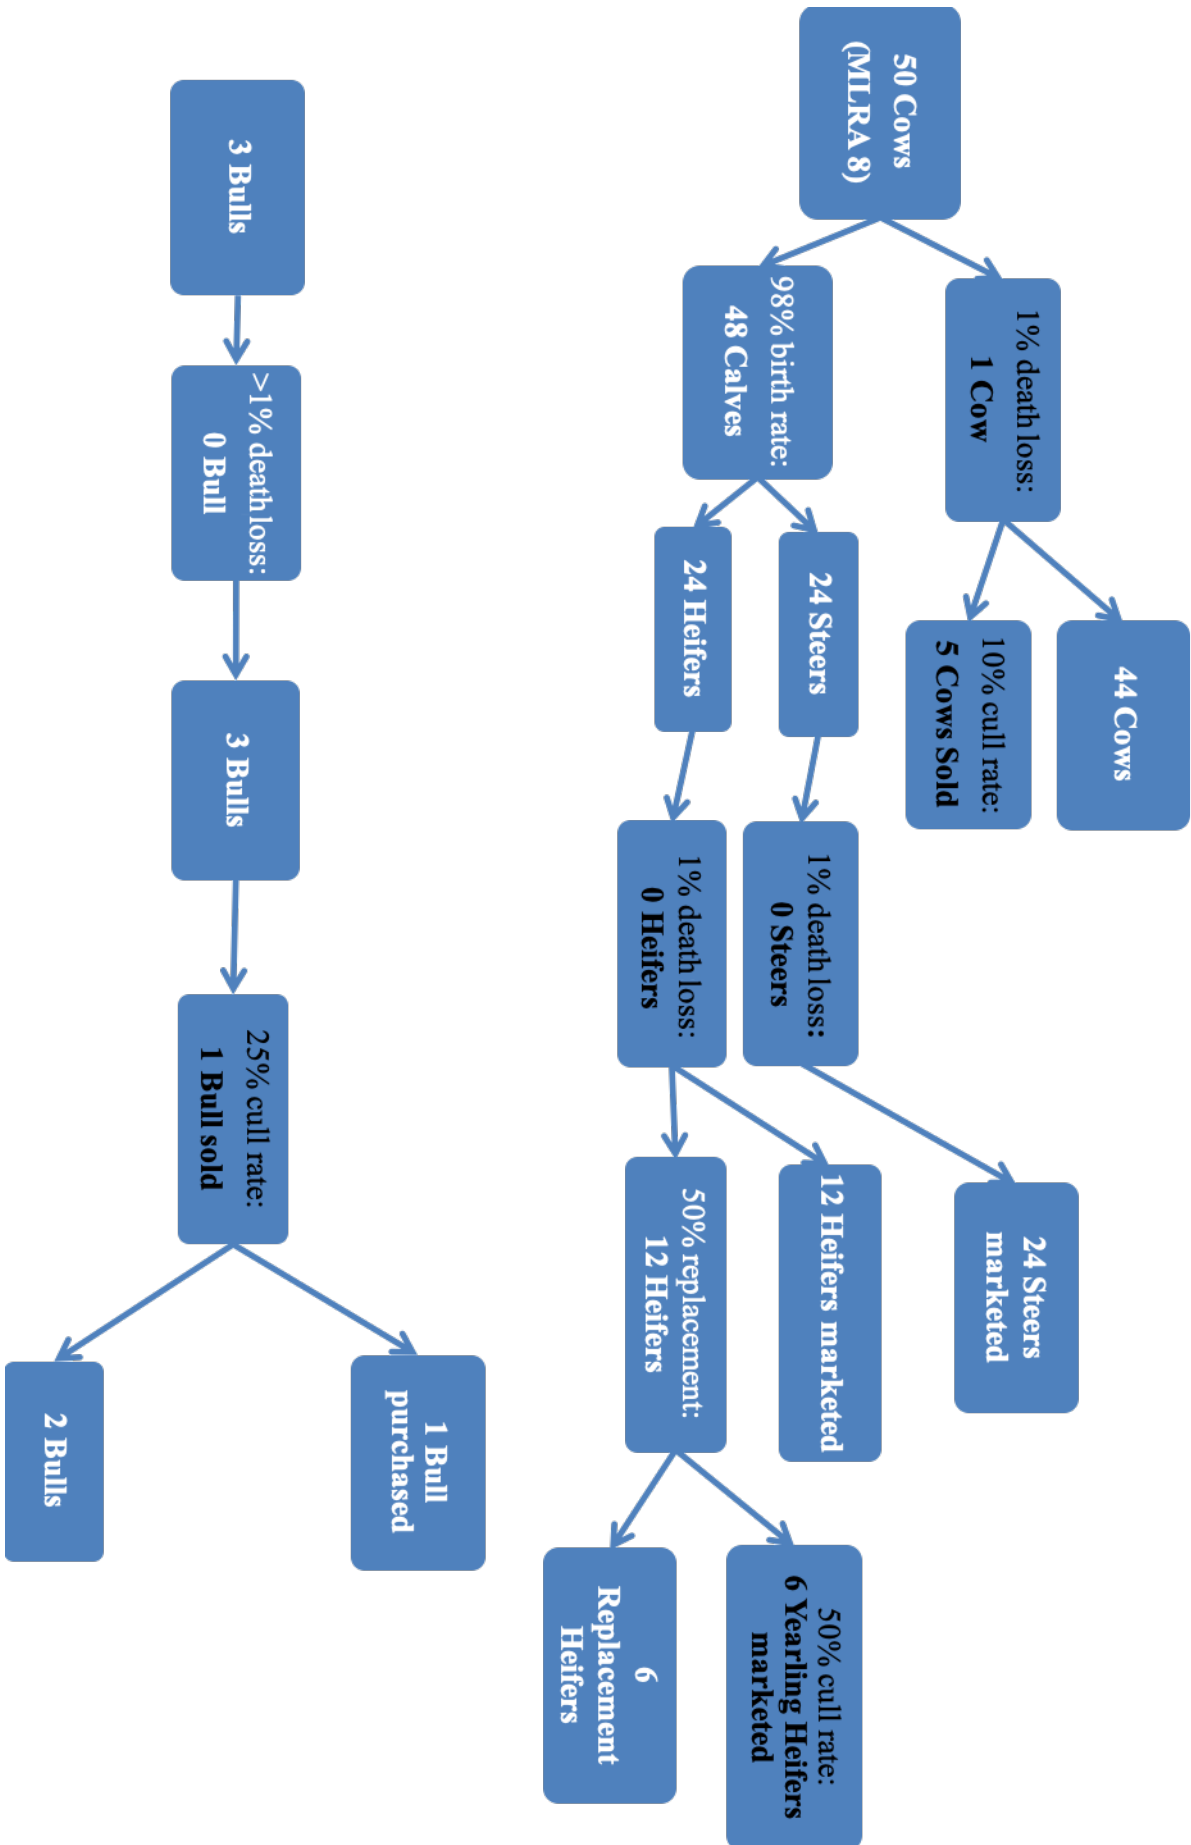 50 Cows
(MLRA 8)
1% death loss:
1 Cow
44 Cows
10% cull rate:
5 Cows Sold
98% birth rate:
48 Calves
24 Steers
1% death loss:
0 Steers
24 Steers
marketed
24 Heifers
1% death loss:
0 Heifers
12 Heifers marketed
50% replacement:
12 Heifers
50% cull rate:
6 Yearling Heifers
marketed
6
Replacement
Heifers
3 Bulls
>1% death loss:
0 Bull
3 Bulls
25% cull rate:
1 Bull sold
1 Bull
purchased
2 Bulls